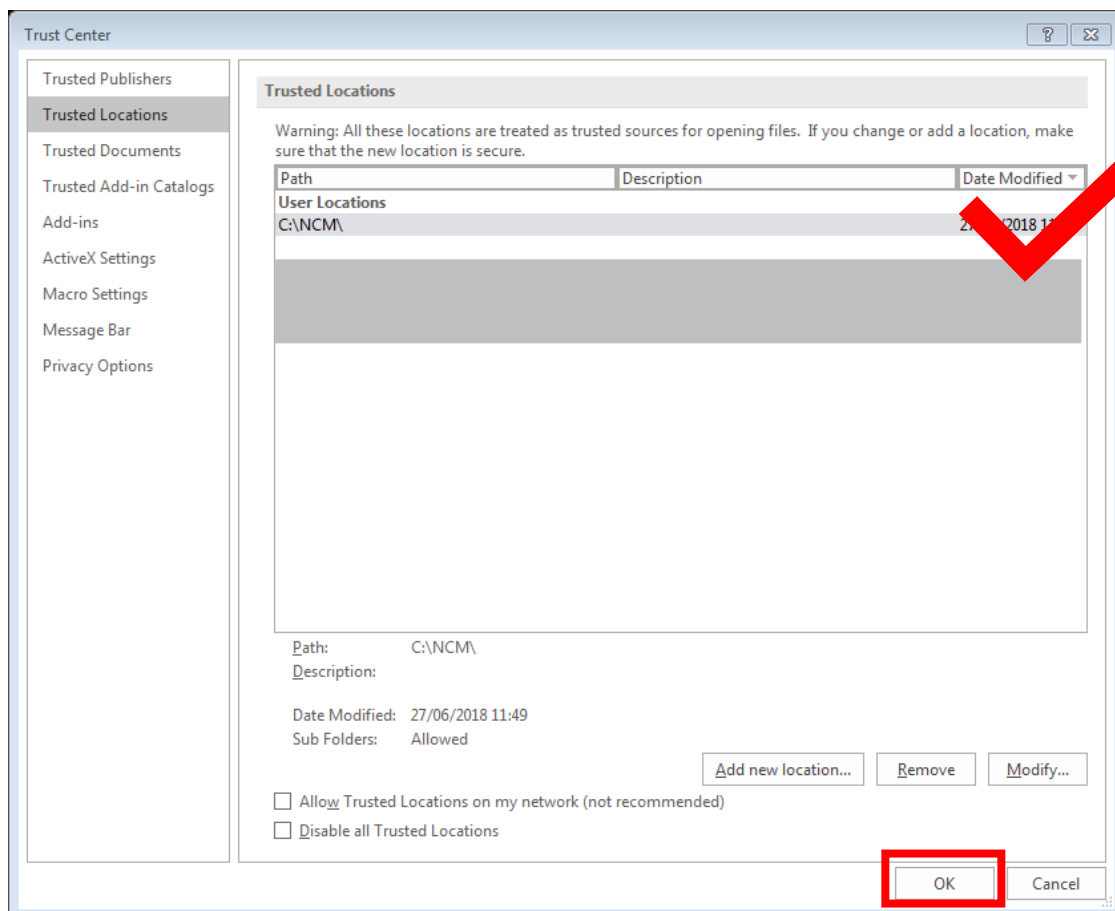 Trust Center
Trusted Publishers
Trusted Locations
Trusted Documents
Trusted Add-in Catalogs
Add-ins
ActiveX Settings
Macro Settings
Message Bar
Privacy Options
Trusted Locations
Warning: All these locations are treated as trusted sources for opening files. If you change or add a location, make
sure that the new location is secure.
Path Description Date Modified
User Locations
C:\NCM\
Path: C:\NCM\
Description:
Date Modified: 27/06/2018 11:49
Sub Folders: Allowed
Add new location... Remove Modify...
Allow Trusted Locations on my network (not recommended)
Disable all Trusted Locations
OK Cancel